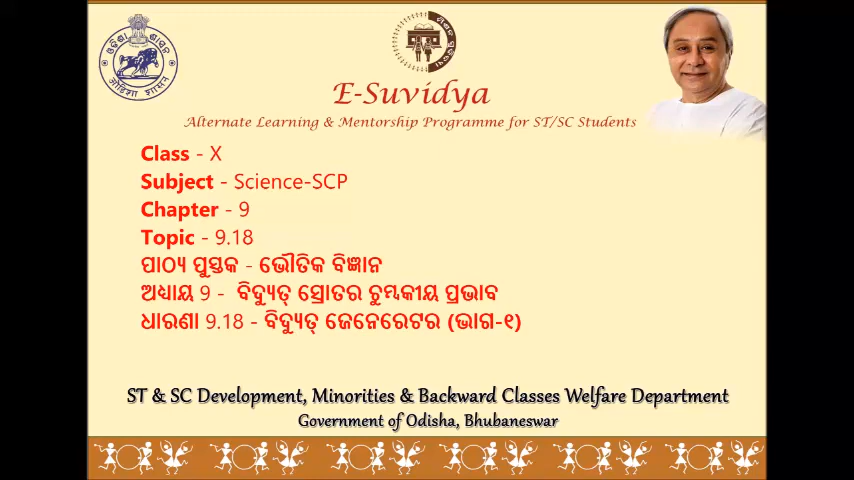 E-Suvidya
Alternate Learning & Mentorship Programme for ST/SC Students
Class - X
Subject - Science-SCP
Chapter - 9
Topic - 9.18
ପାଠ୍ୟ ପୁସ୍ତକ - ଭୌତିକ ବିଜ୍ଞାନ
ଅଧ୍ୟାୟ 9 - ବିଦ୍ୟୁତ୍ ସ୍ରୋତର ଚୁମ୍ବକୀୟ ପ୍ରଭାବ
ଧାରଣା 9.18 - ବିଦ୍ୟୁତ୍ ଜେନେରେଟର (ଭାଗ-୧)
ST & SC Development, Minorities & Backward Classes Welfare Department
Government of Odisha, Bhubaneswar